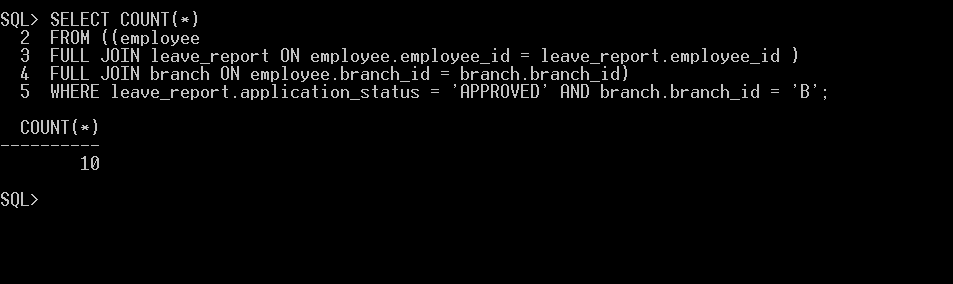 SQL> SELECT COUNT(*)
  2  FROM ((employee
  3  FULL JOIN leave_report ON employee.employee_id = leave_report.employee_id )
  4  FULL JOIN branch ON employee.branch_id = branch.branch_id)
  5  WHERE leave_report.application_status = 'APPROVED' AND branch.branch_id = 'B';
  COUNT(*)
----------
        10
SQL>